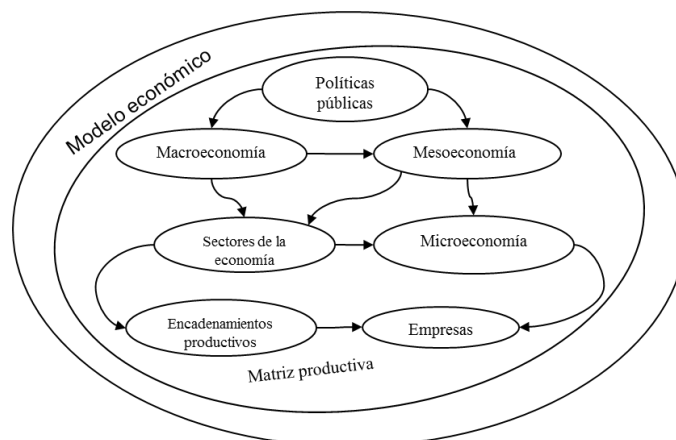 Modelo económico
Políticas
públicas
Macroeconomía
Mesoeconomía
Sectores de la
economía
Microeconomía
Encadenamientos
productivos
Empresas
Matriz productiva